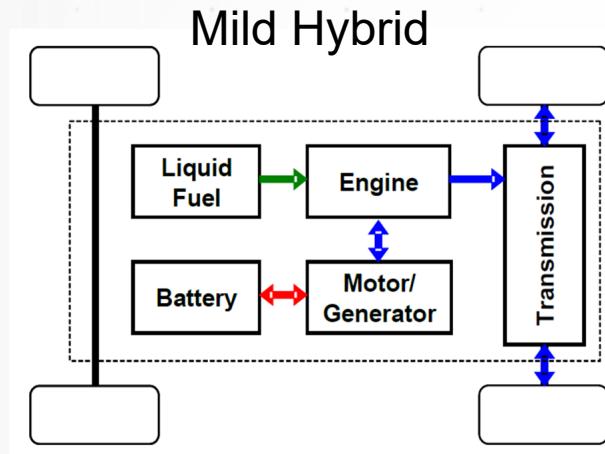 Mild Hybrid
Liquid
Fuel
Engine
Transmission
Battery
Motor/
Generator